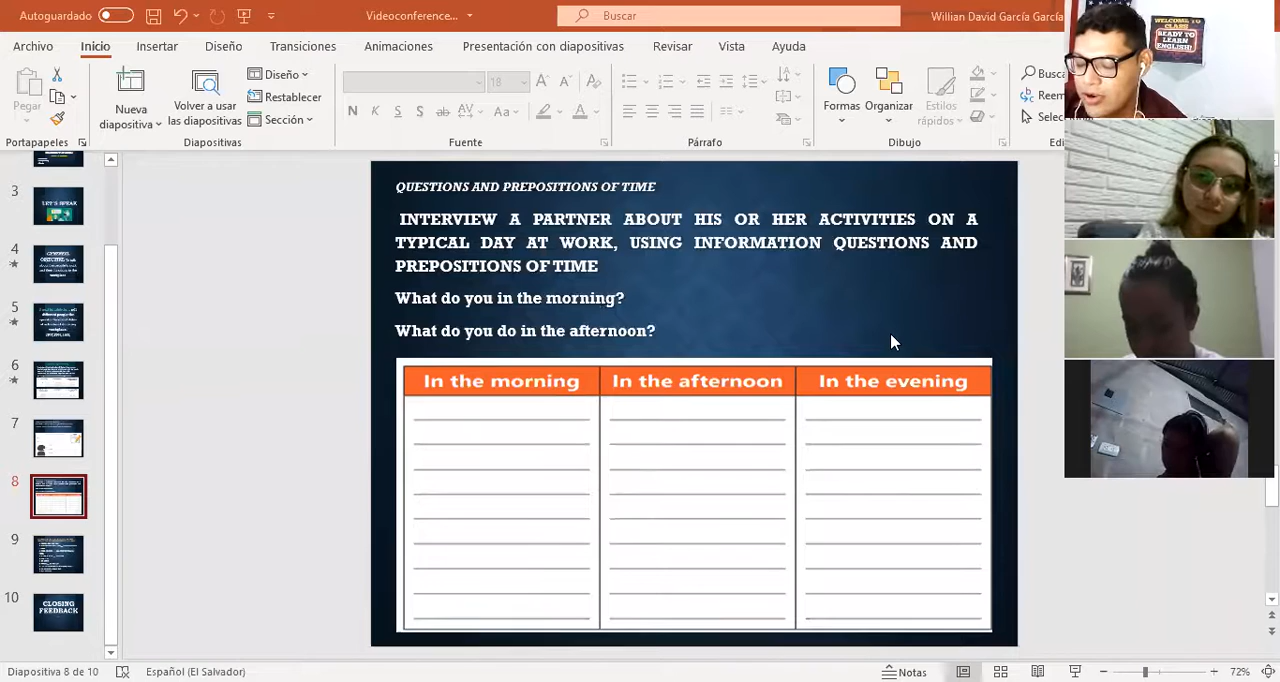 Autoguardado
Videoconference...
Buscar
Willian David García García
Archivo
Inicio
Insertar
Diseño
Transiciones
Animaciones
Presentación con diapositivas
Revisar
Vista
Ayuda
Pegar
Nueva
diapositiva
Volver a usar
las diapositivas
Diseño
Restablecer
Sección
18
N K S S ab AV Aa A
Formas
Organizar
Estilos
rápidos
Portapapeles
Diapositivas
Fuente
Párrafo
Dibujo
WELCOME TO
CLASS
READY TO
LEARN
ENGLISH!
3
LET'S SPEAK
4
5
6
7
8
9
10
CLOSING
FEEDBACK
QUESTIONS AND PREPOSITIONS OF TIME
INTERVIEW A PARTNER ABOUT HIS OR HER ACTIVITIES ON A
TYPICAL DAY AT WORK, USING INFORMATION QUESTIONS AND
PREPOSITIONS OF TIME
What do you in the morning?
What do you do in the afternoon?
In the morning
In the afternoon
In the evening
Diapositiva 8 de 10
Español (El Salvador)
Notas
72%